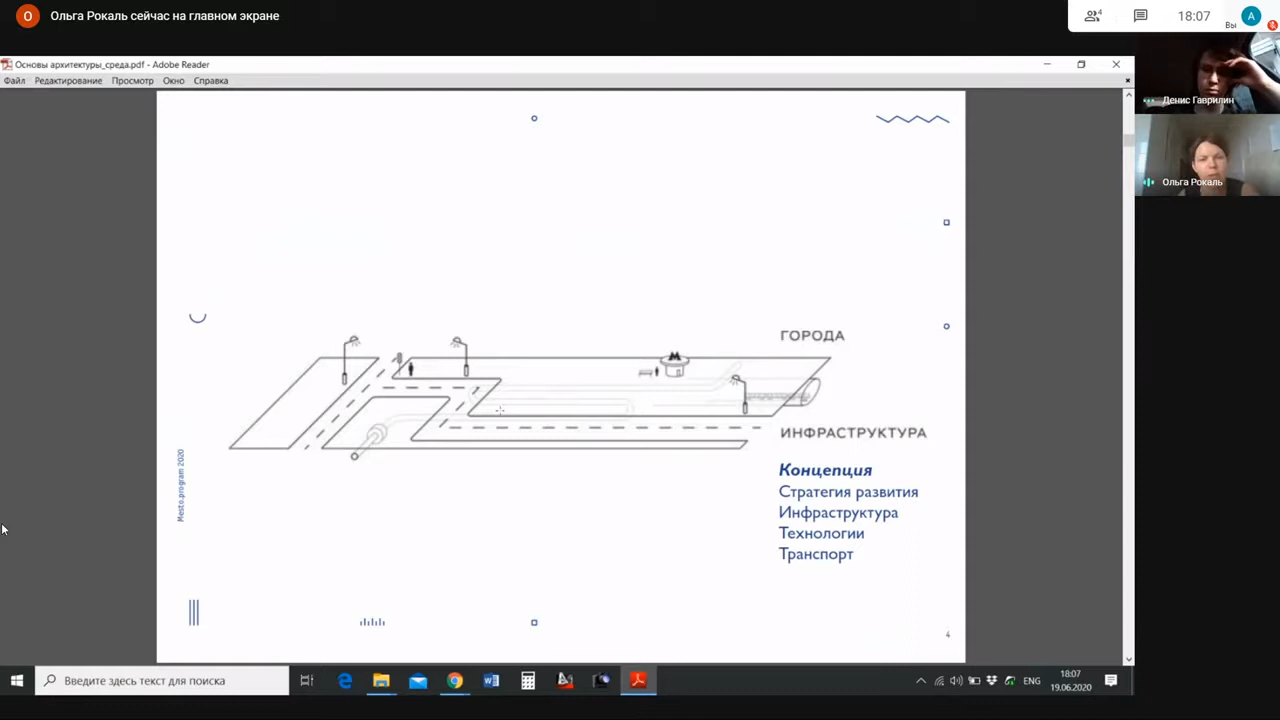 О
Ольга Рокаль сейчас на главном экране
4
18:07
Вы
А
Основы архитектуры_среда.pdf - Adobe Reader
Файл Редактирование Просмотр Окно Справка
Денис Гаврилин
Ольга Рокаль
ГОРОДА
М
ИНФРАСТРУКТУРА
Концепция
Стратегия развития
Инфраструктура
Технологии
Транспорт
Mesto.program 2020
4
Введите здесь текст для поиска
ENG
18:07
19.06.2020